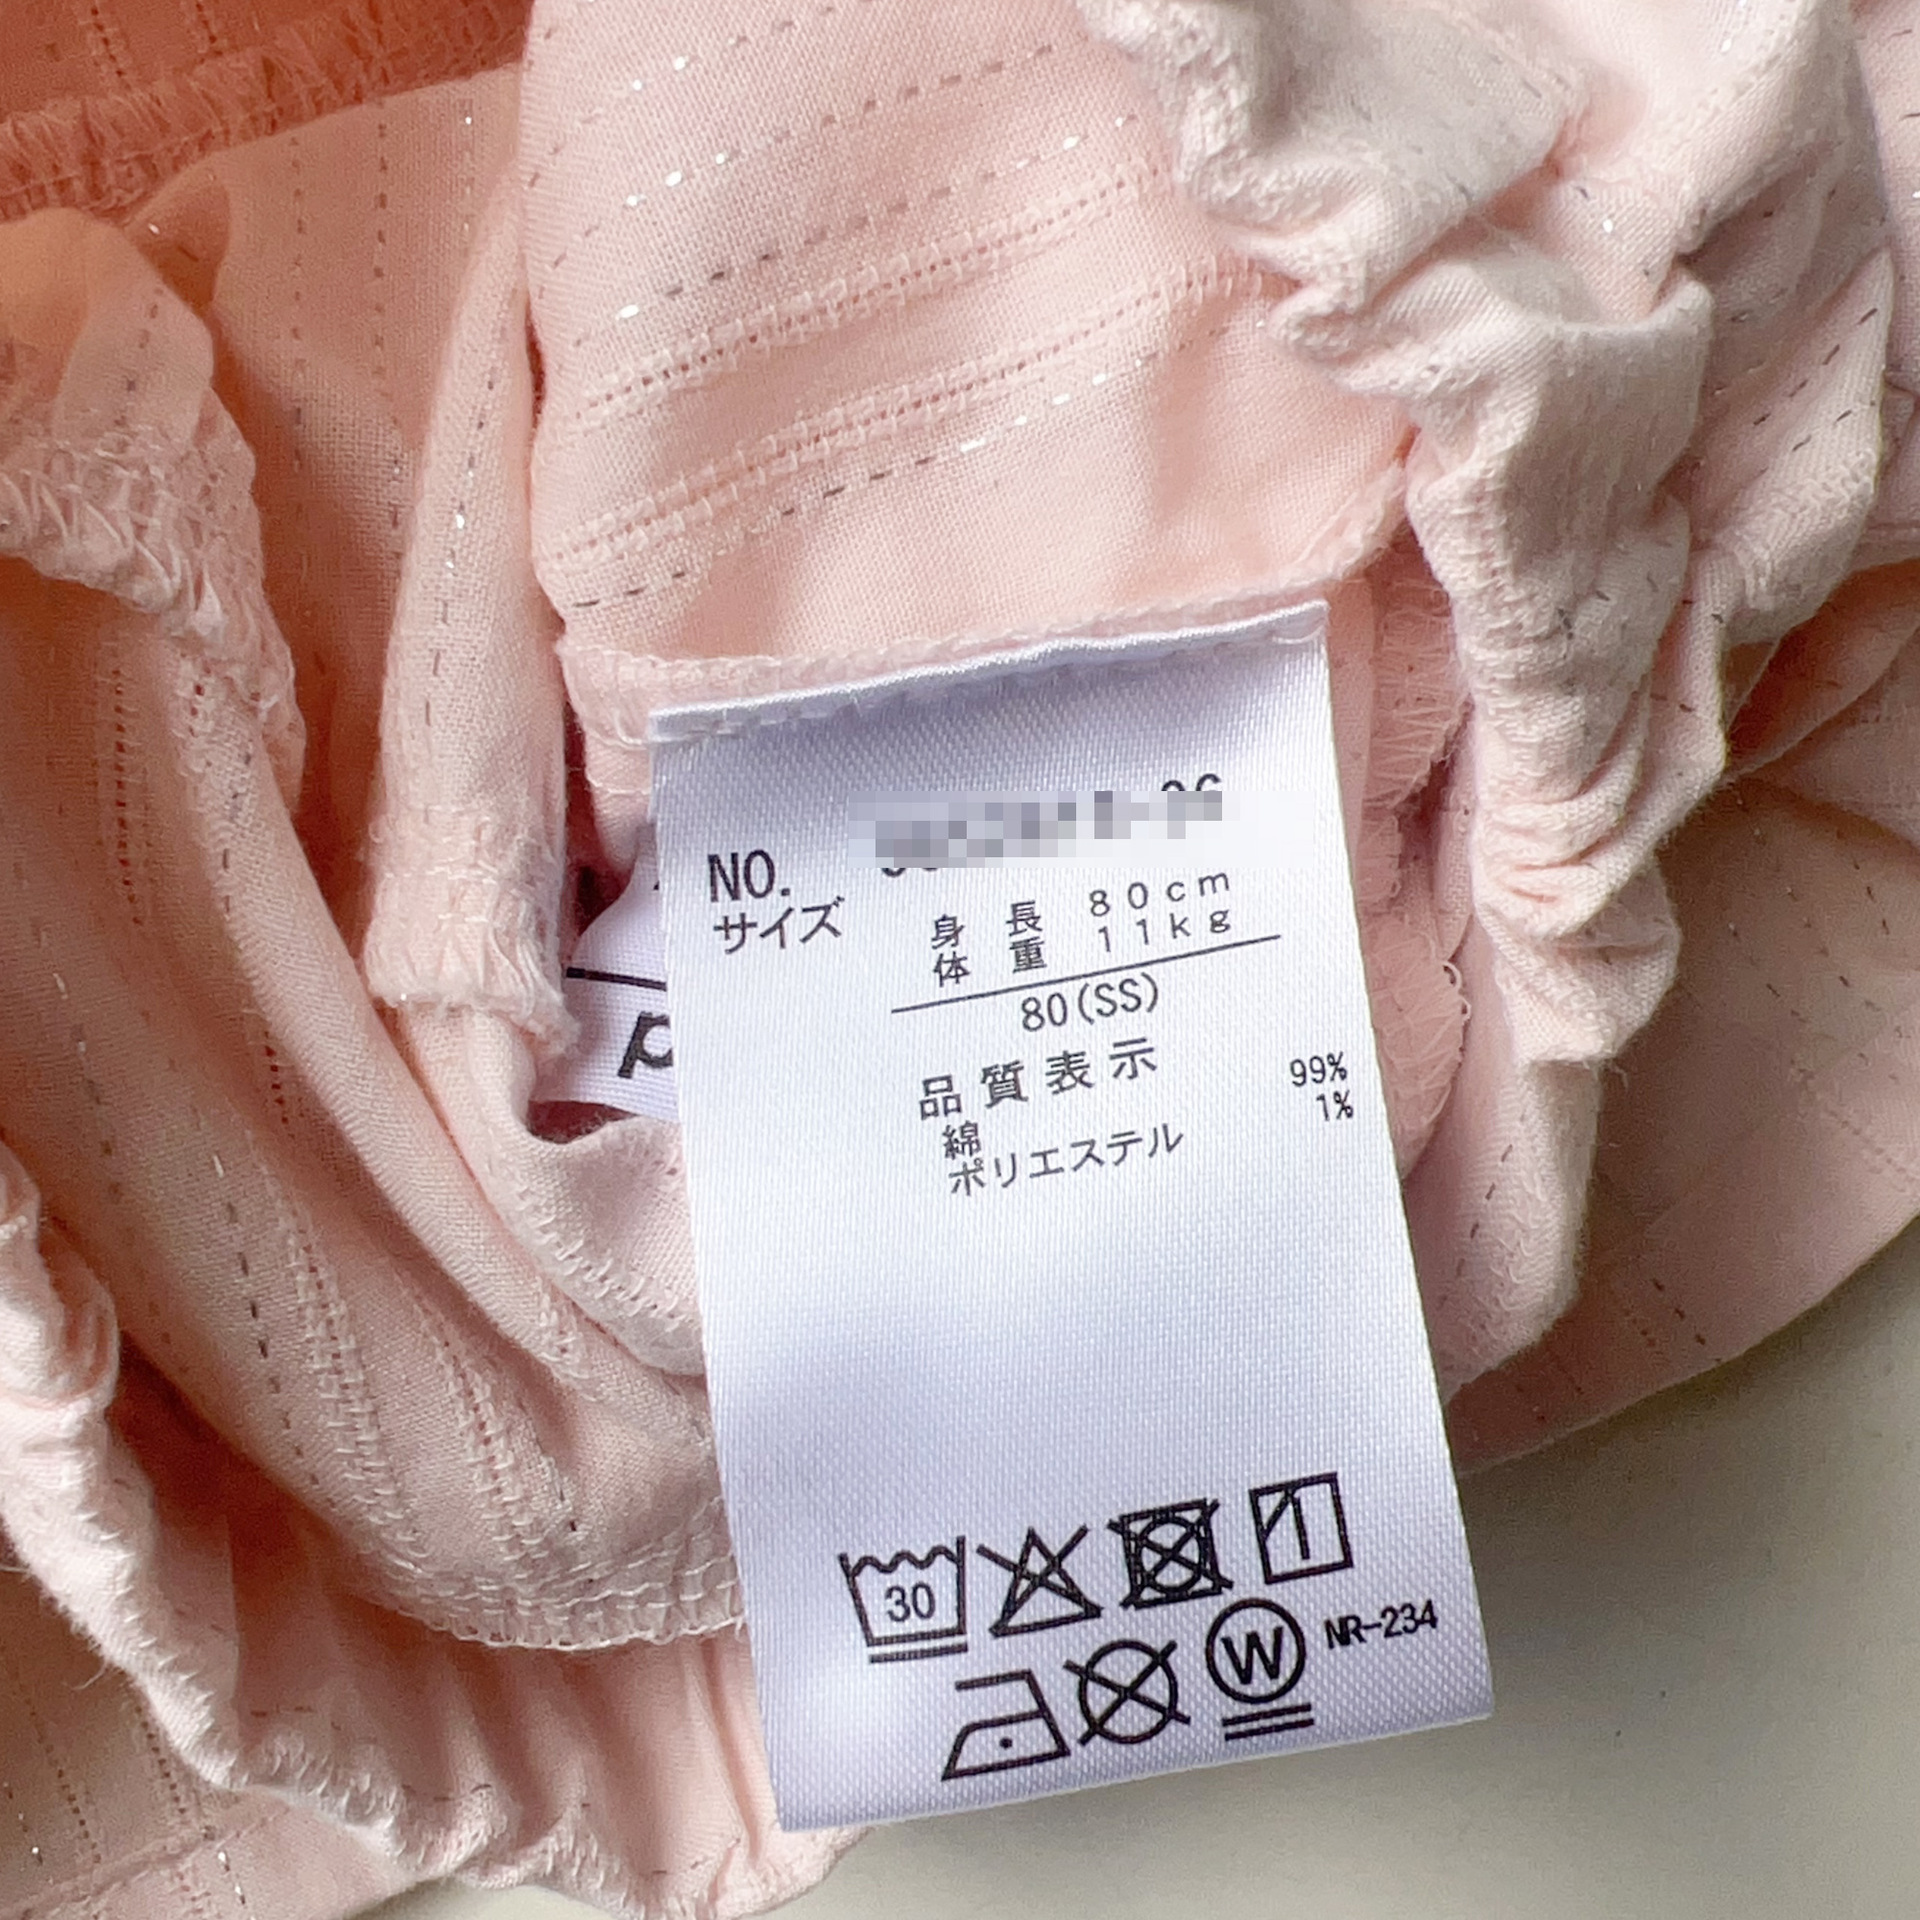 NO.
サイズ
身長 80cm
体重 11kg
80(SS)
品質表示
綿 99%
ポリエステル 1%
30
W
NR-234